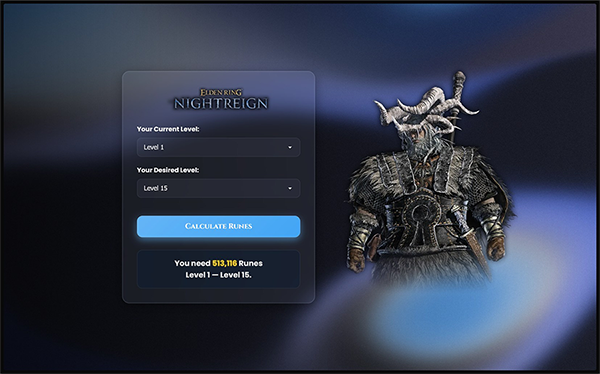 ELDEN RING
NIGHTREIGN
Your Current Level:
Level 1
Your Desired Level:
Level 15
CALCULATE RUNES
You need 513,116 Runes
Level 1 — Level 15.